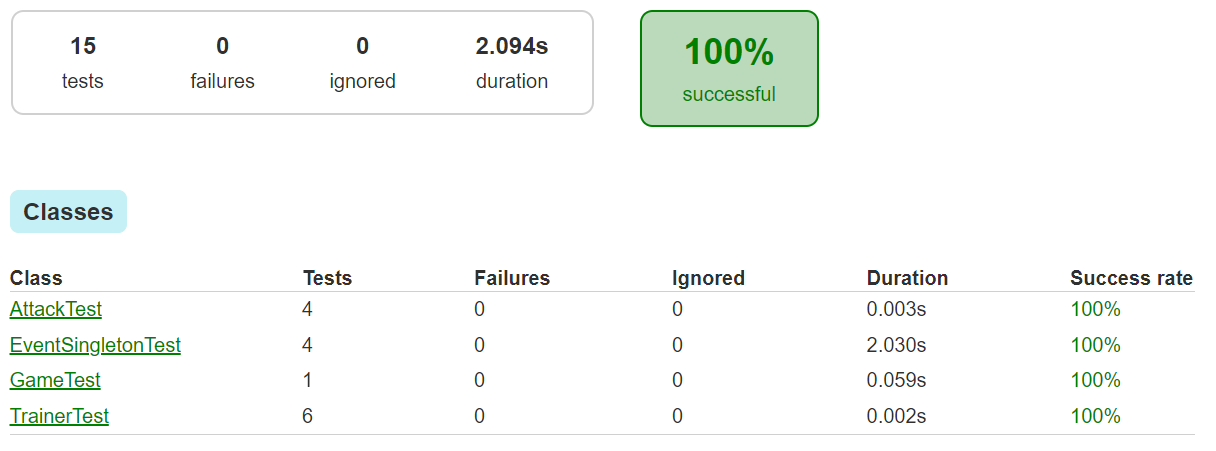 15 0 0 2.094s
tests failures ignored duration
100%
successful
Classes
Class Tests Failures Ignored Duration Success rate
AttackTest 4 0 0 0.003s 100%
EventSingletonTest 4 0 0 2.030s 100%
GameTest 1 0 0 0.059s 100%
TrainerTest 6 0 0 0.002s 100%